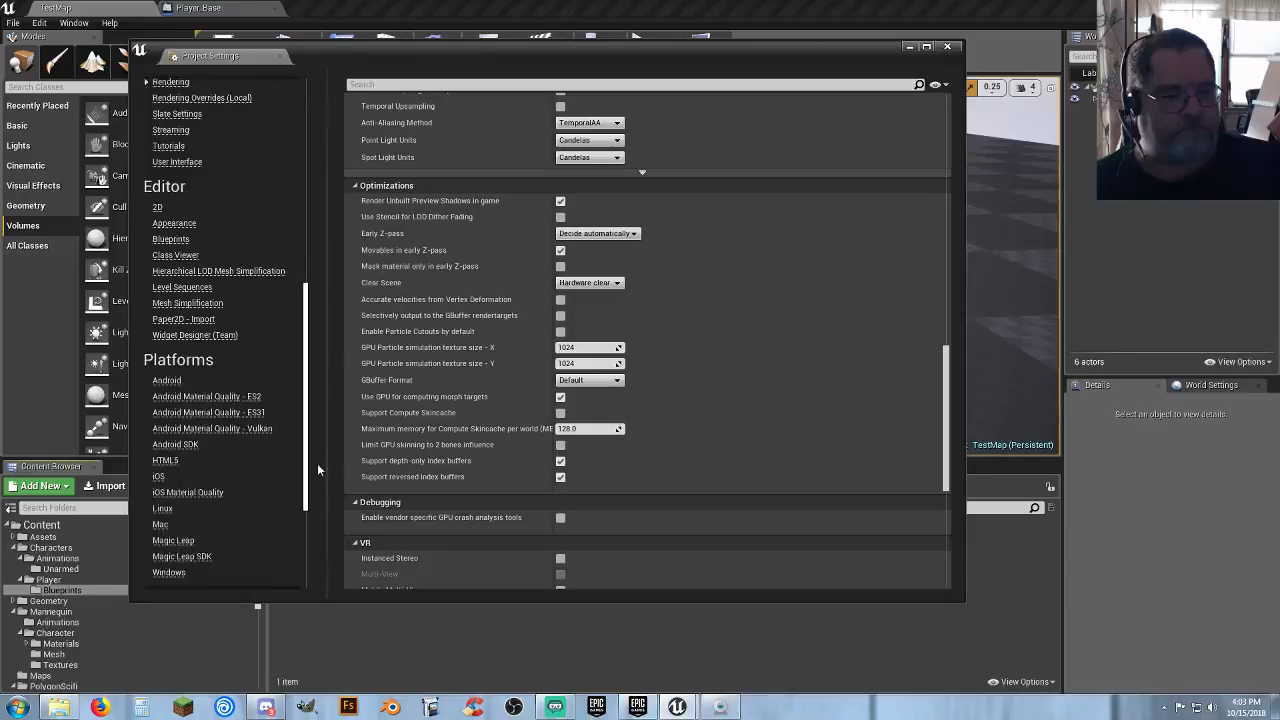 TestMap
Player.Base
File
Edit
Window
Help
Modes
Search Classes
Recently Placed
Basic
Lights
Cinematic
Visual Effects
Geometry
Volumes
All Classes
Project Settings
Rendering
Rendering Overrides (Local)
Slate Settings
Streaming
Tutorials
User Interface
Editor
2D
Appearance
Blueprints
Class Viewer
Hierarchical LOD Mesh Simplification
Level Sequences
Mesh Simplification
Paper2D - Import
Widget Designer (Team)
Platforms
Android
Android Material Quality - ES2
Android Material Quality - ES31
Android Material Quality - Vulkan
Android SDK
HTML5
iOS
iOS Material Quality
Linux
Mac
Magic Leap
Magic Leap SDK
Windows
Search
Temporal Upsampling
Anti-Aliasing Method TemporalAA
Point Light Units Candelas
Spot Light Units Candelas
Optimizations
Render Unbuilt Preview Shadows in game
Use Stencil for LOD Dither Fading
Early Z-pass Decide automatically
Movables in early Z-pass
Mask material only in early Z-pass
Clear Scene Hardware clear
Accurate velocities from Vertex Deformation
Selectively output to the GBuffer rendertargets
Enable Particle Cutouts by default
GPU Particle simulation texture size - X 1024
GPU Particle simulation texture size - Y 1024
GBuffer Format Default
Use GPU for computing morph targets
Support Compute Skincache
Maximum memory for Compute Skincache per world (ME 128.0
Limit GPU skinning to 2 bones influence
Support depth-only index buffers
Support reversed index buffers
Debugging
Enable vendor specific GPU crash analysis tools
VR
Instanced Stereo
Multi-View
0.25
4
6 actors
View Options
Details
World Settings
Select an object to view details.
TestMap (Persistent)
Content Browser
Add New
Import
Search Folders
Content
Assets
Characters
Animations
Unarmed
Player
Blueprints
Geometry
Mannequin
Animations
Character
Materials
Mesh
Textures
Maps
PolygonScifi
1 item
View Options
4:03 PM
10/15/2018